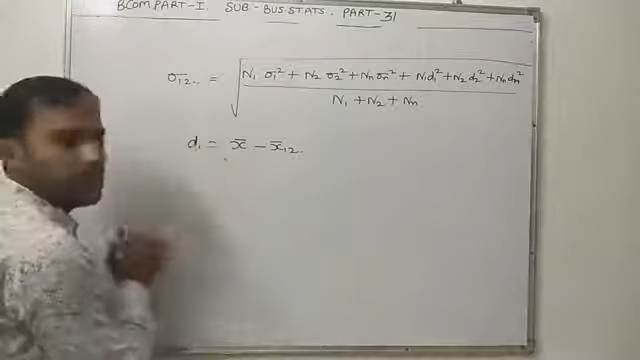 BCOM PART-I. SUB-BUS STATS. PART-31
σ12.. = √(N1 σ1² + N2 σ2² + Nn σn² + N1d1² + N2 d2² + Nn dn² / N1 + N2 + Nn)
d1 = x̄ - x̄12..